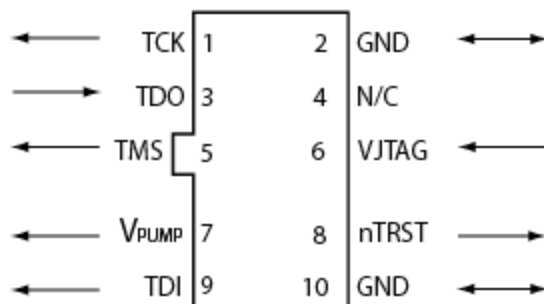 TCK 1 2 GND
TDO 3 4 N/C
TMS 5 6 VJTAG
VPUMP 7 8 nTRST
TDI 9 10 GND